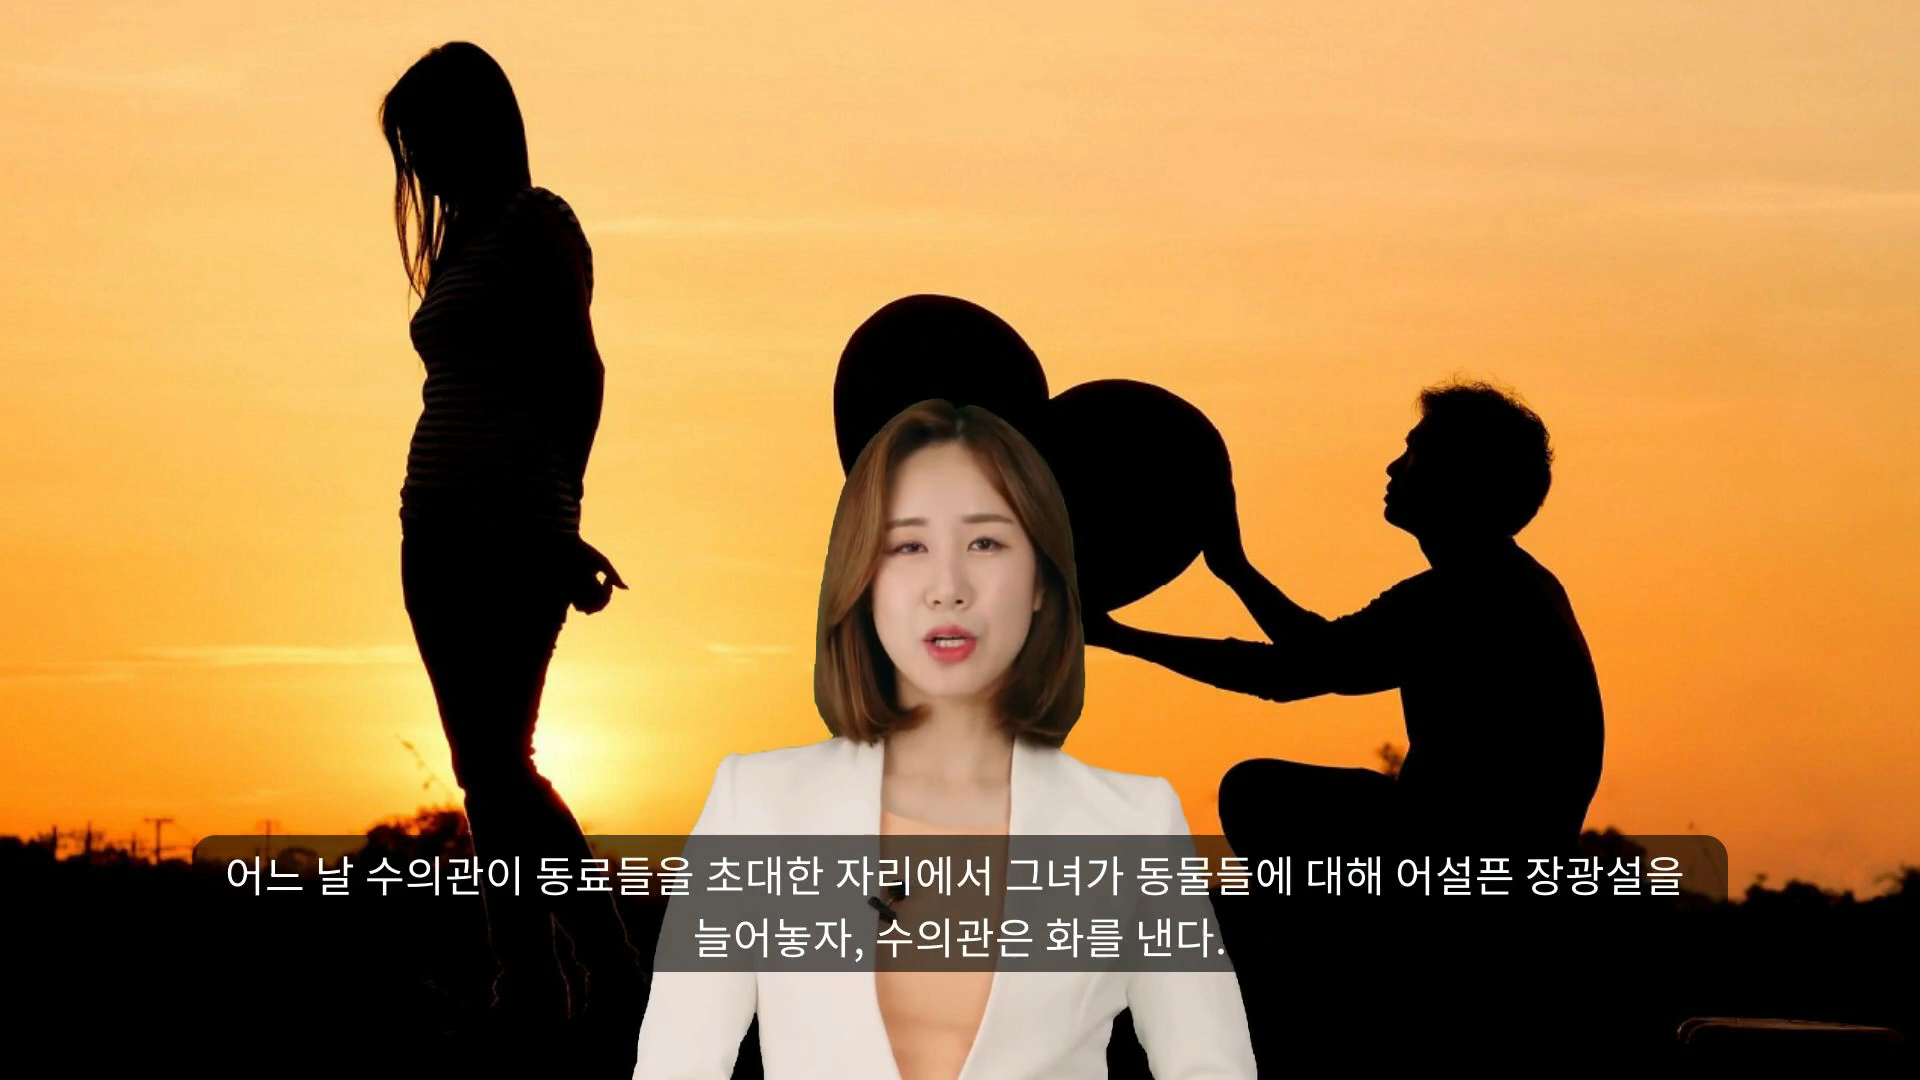 어느 날 수의관이 동료들을 초대한 자리에서 그녀가 동물들에 대해 어설픈 장광설을
늘어놓자, 수의관은 화를 낸다.